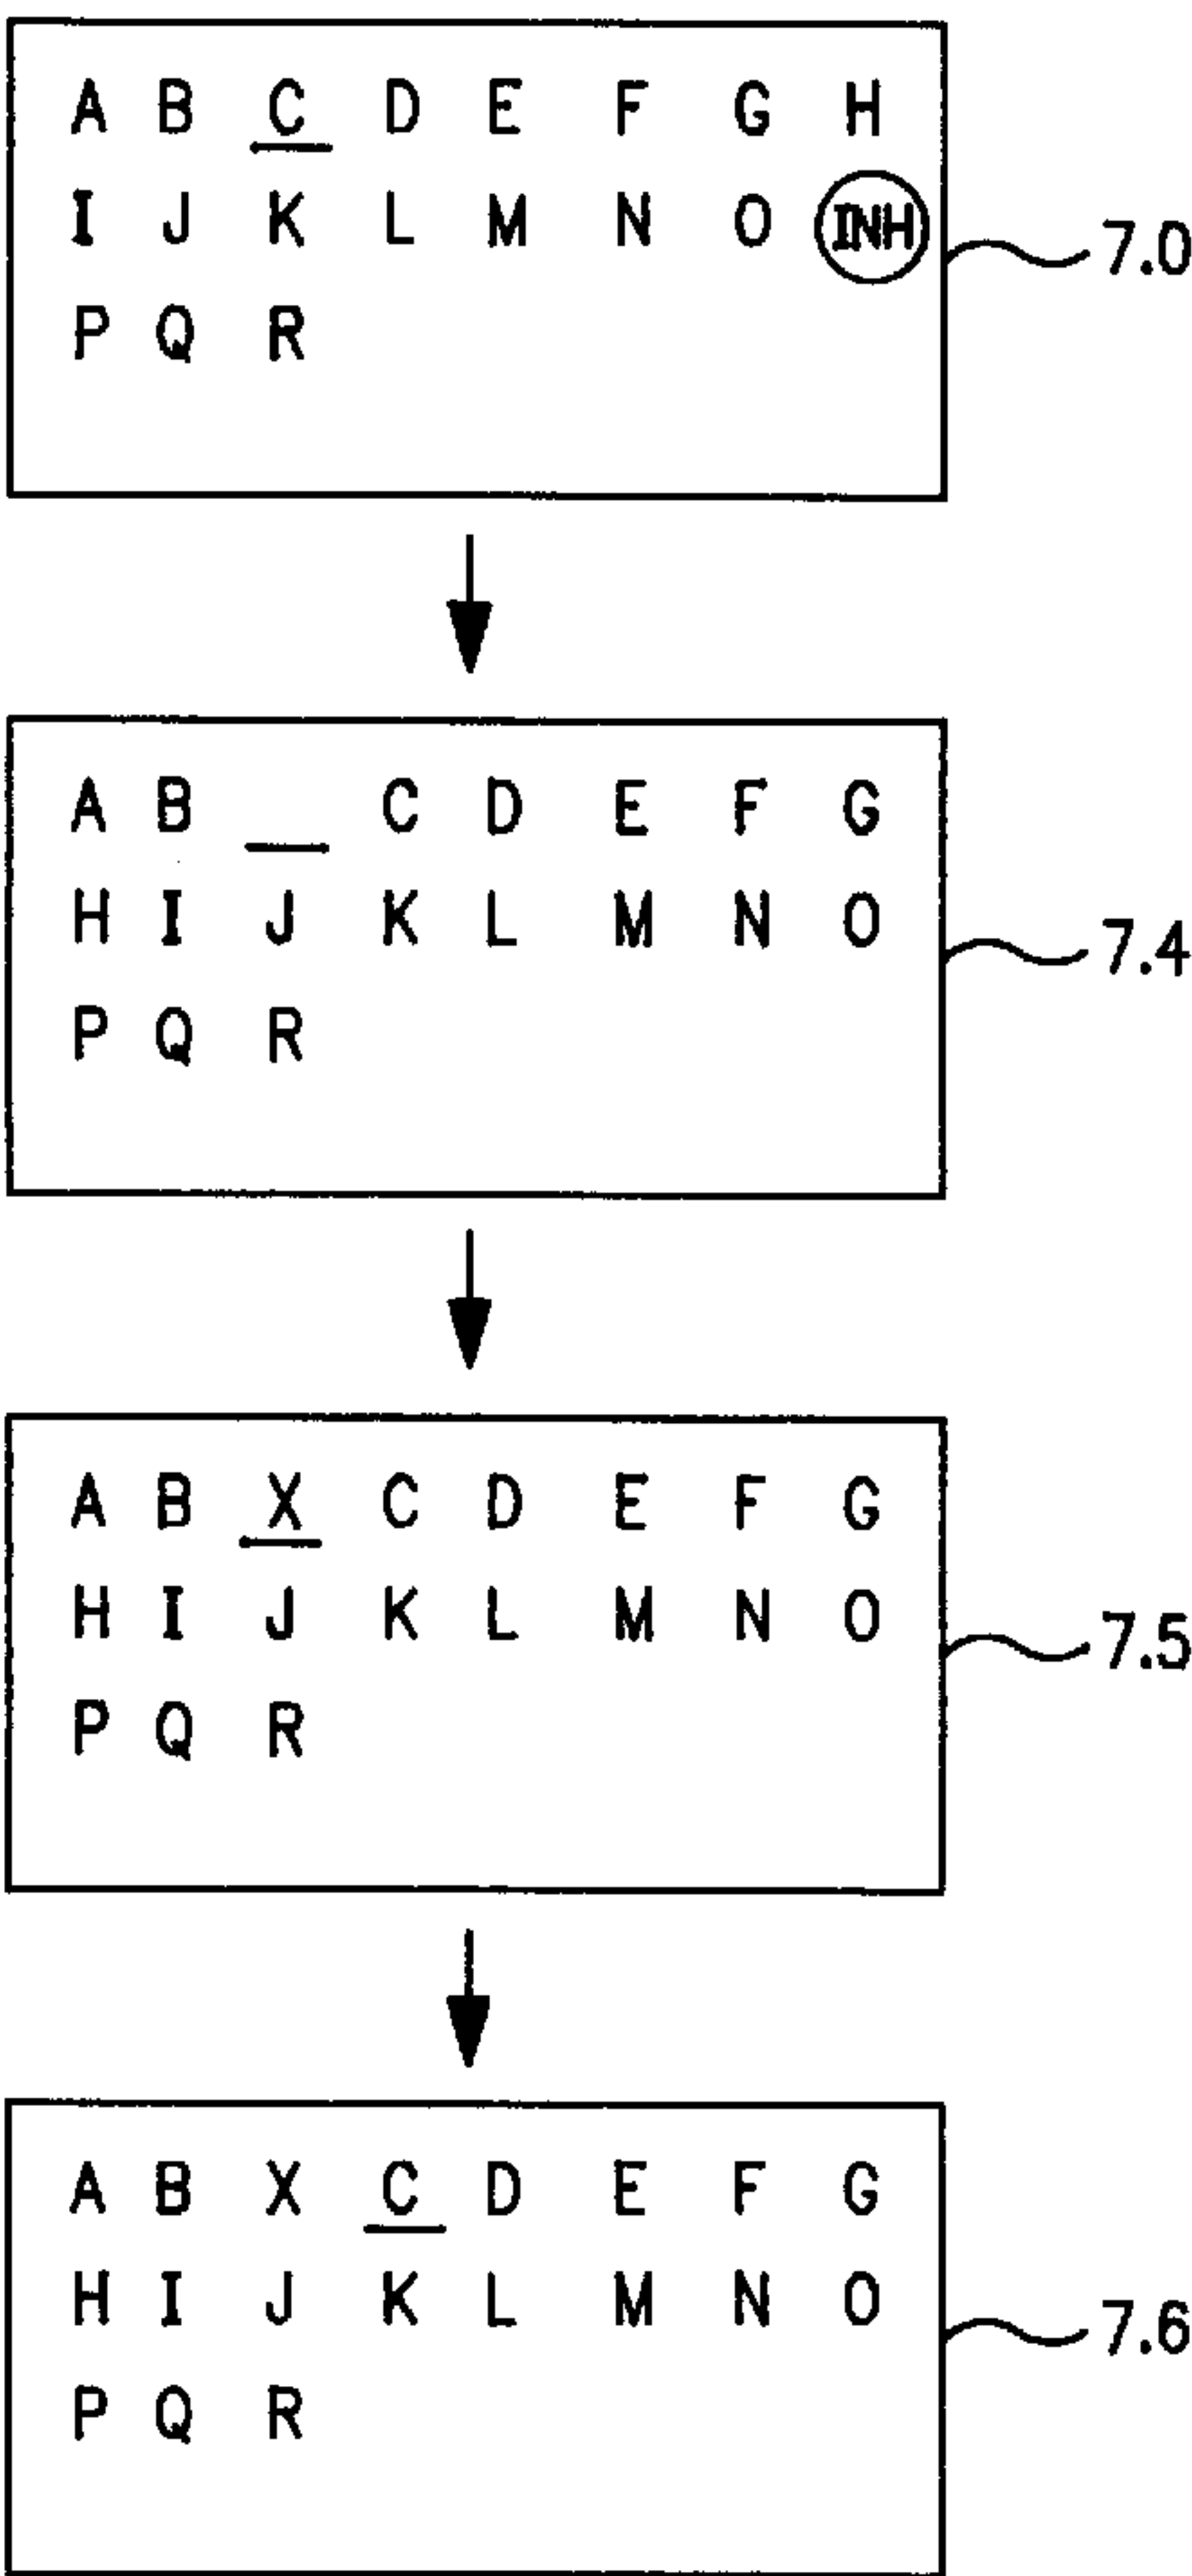 A B C D E F G H
I J K L M N O INH
7.0
P Q R
A B _ C D E F G
H I J K L M N O
7.4
P Q R
A B X C D E F G
H I J K L M N O
7.5
P Q R
A B X C D E F G
H I J K L M N O
7.6
P Q R